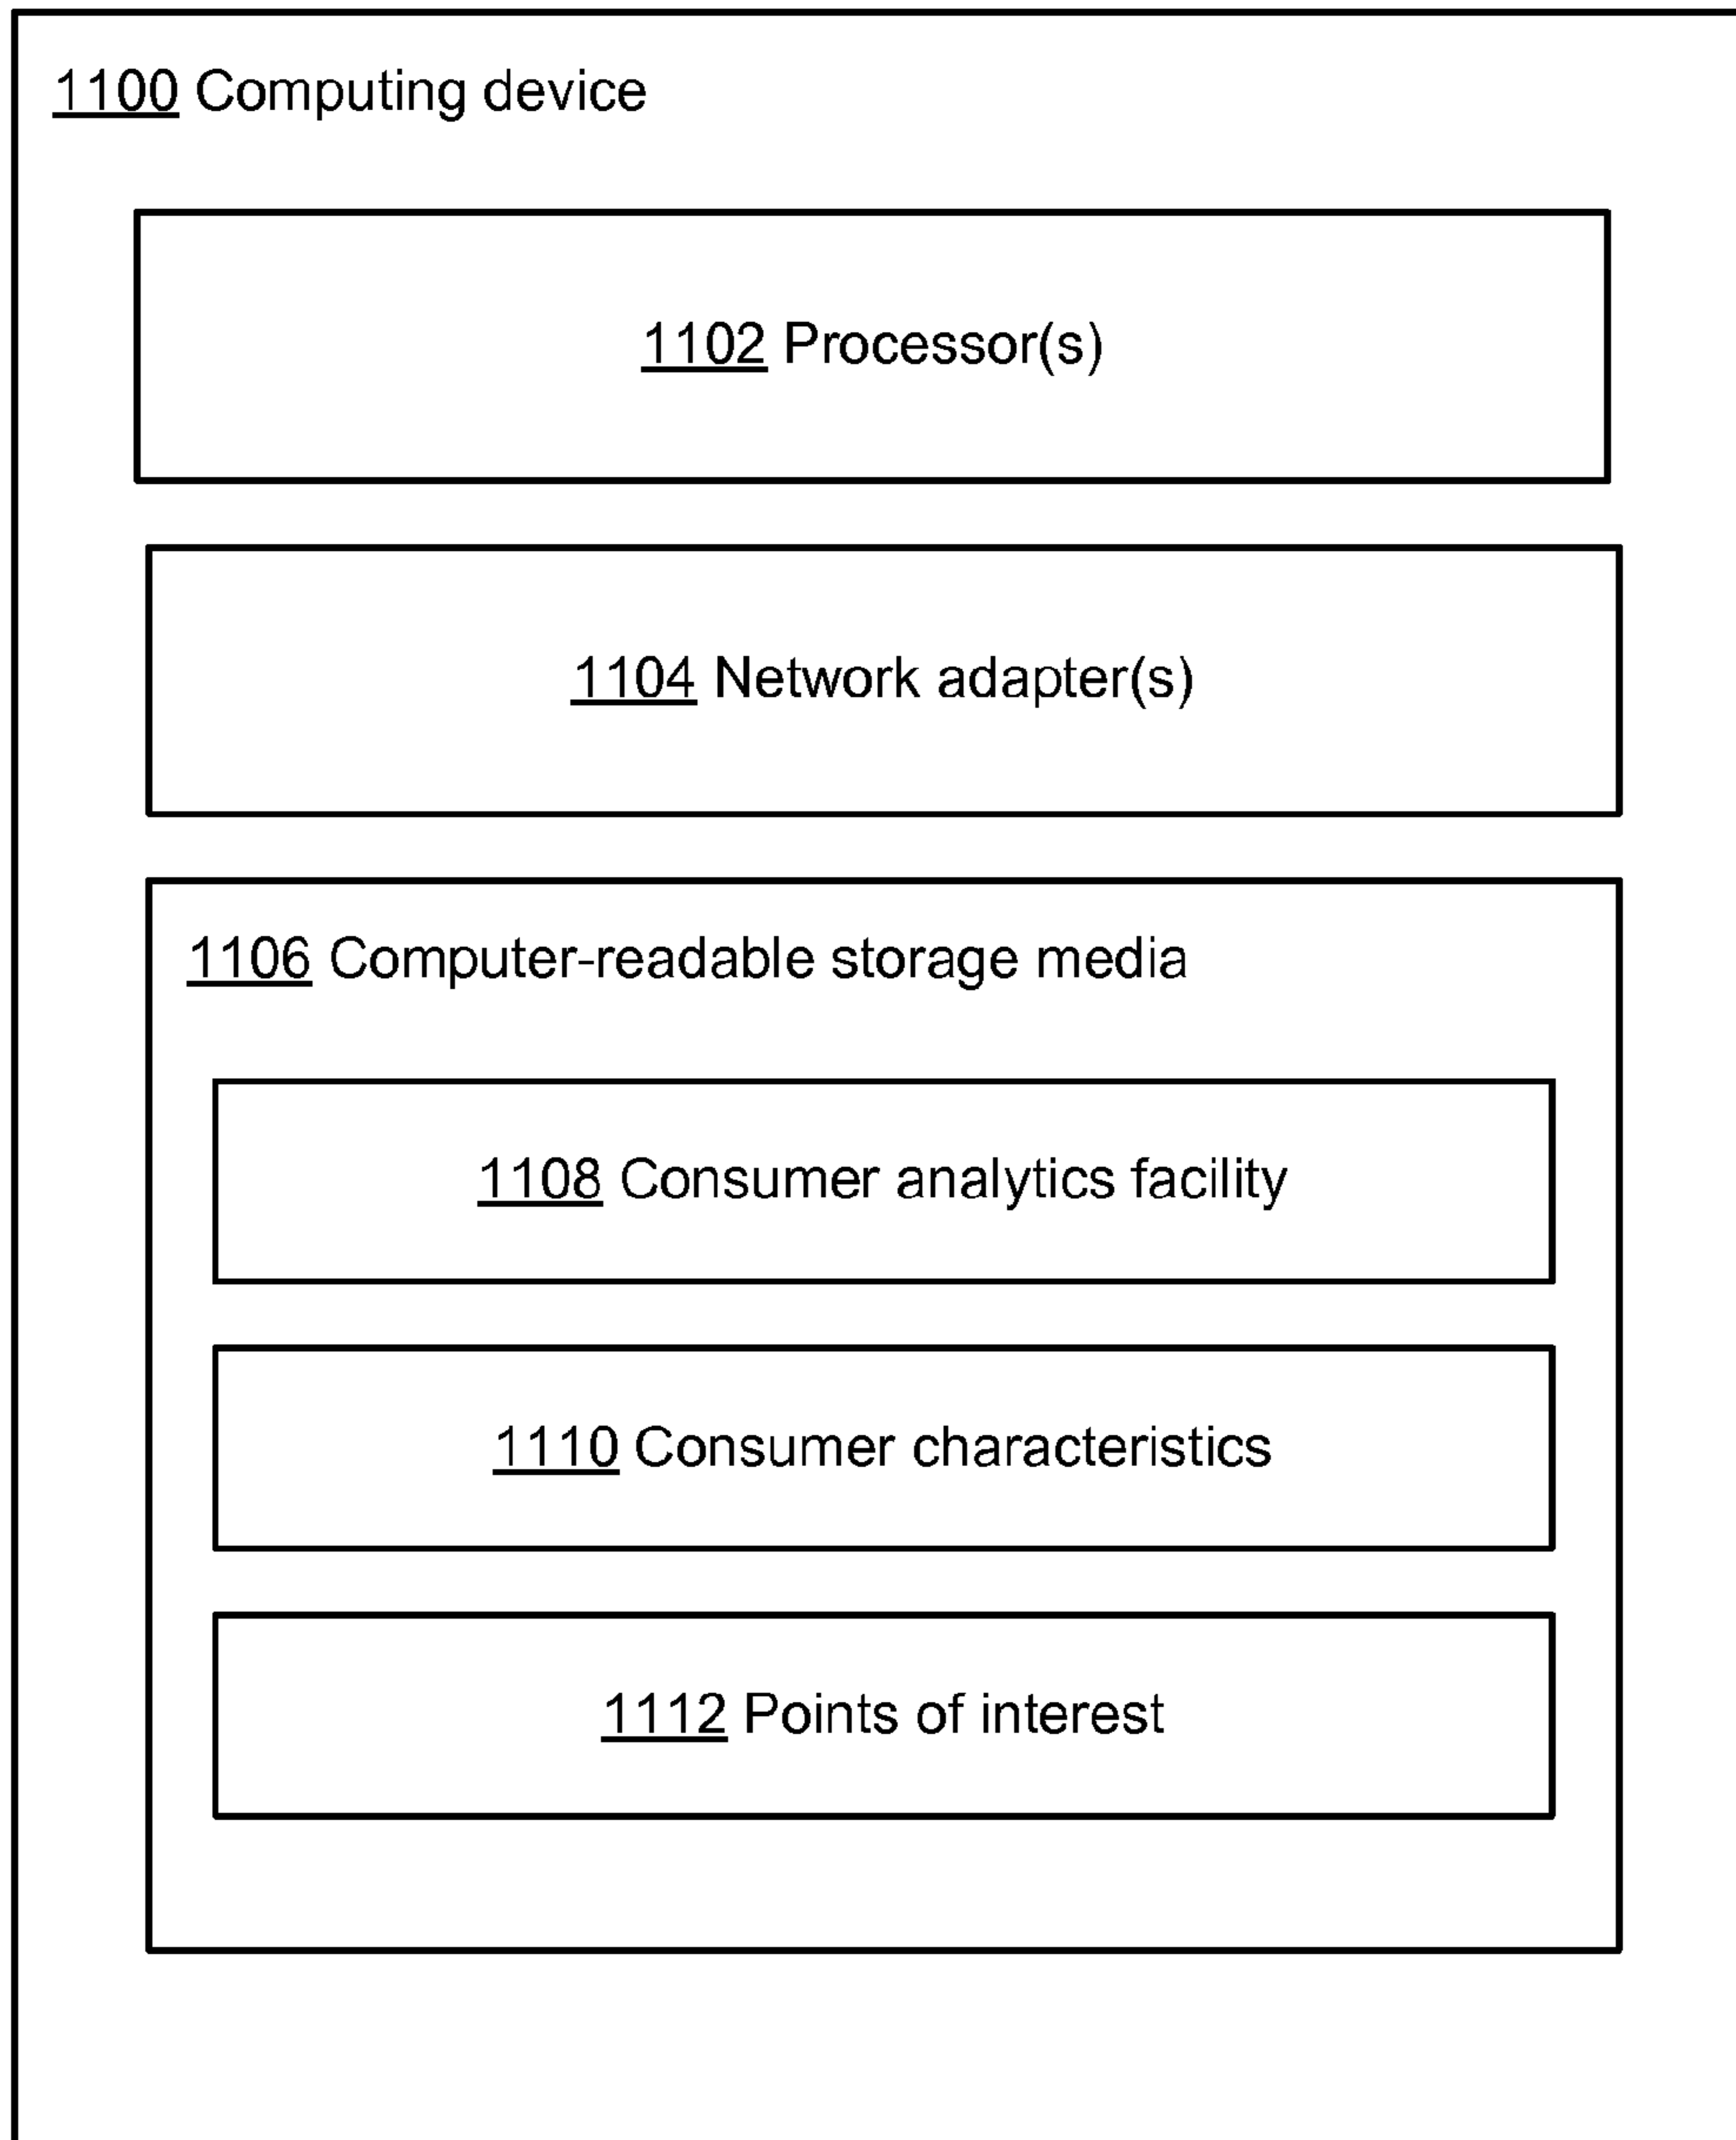 1100 Computing device
1102 Processor(s)
1104 Network adapter(s)
1106 Computer-readable storage media
1108 Consumer analytics facility
1110 Consumer characteristics
1112 Points of interest